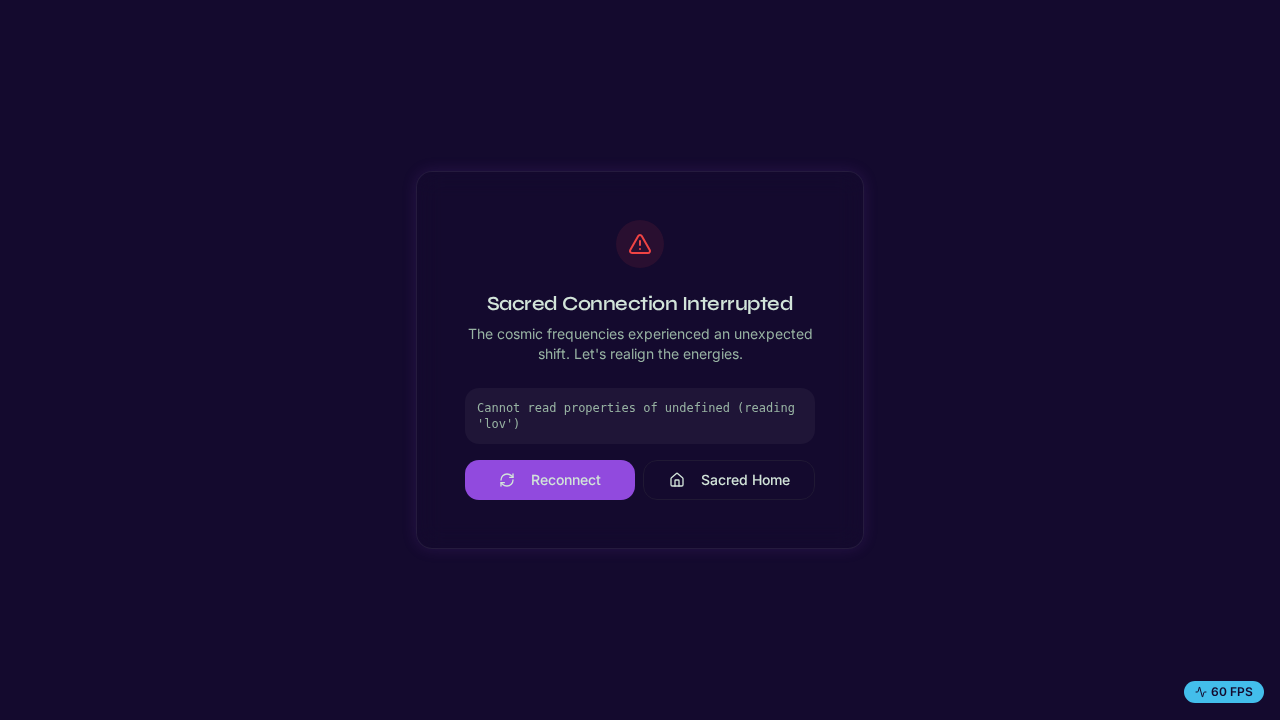 Sacred Connection Interrupted
The cosmic frequencies experienced an unexpected
shift. Let's realign the energies.
Cannot read properties of undefined (reading
'lov')
Reconnect
Sacred Home
60 FPS